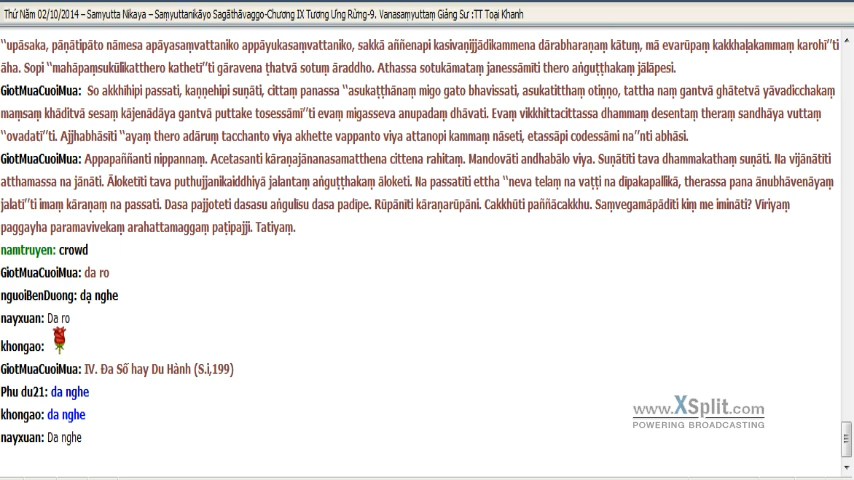 Thứ Năm 02/10/2014 – Samyutta Nikaya – Saṃyuttanikāyo Sagāthāvaggo-Chương IX Tương Ưng Rừng-9. Vanasaṃyuttaṃ Giảng Sư :TT Toại Khanh
“upāsaka, pāṇātipāto nāmesa apāyasaṃvattaniko appāyukasaṃvattaniko, sakkā aññenapi kasivaṇijjādikammena dārabharaṇaṃ kātuṃ, mā evarūpaṃ kakkhaḷakammaṃ karohī”ti
āha. Sopi “mahāpaṃsukūlikatthero kathetī”ti gāravena ṭhatvā sotuṃ āraddho. Athassa sotukāmataṃ janessāmīti thero aṅguṭṭhakaṃ jālāpesi.
GiotMuaCuoiMua: So akkhīhipi passati, kaṇṇehipi suṇāti, cittaṃ panassa “asukaṭṭhānaṃ migo gato bhavissati, asukatitthaṃ otiṇṇo, tattha naṃ gantvā ghātetvā yāvadicchakaṃ
maṃsaṃ khāditvā sesaṃ kājenādāya gantvā puttake tosessāmī”ti evaṃ migasseva anupadaṃ dhāvati. Evaṃ vikkhittacittassa dhammaṃ desentaṃ theraṃ sandhāya vuttaṃ
“ovadatī”ti. Ajjhabhāsīti “ayaṃ thero adāruṃ tacchanto viya akhette vappanto viya attanopi kammaṃ nāseti, etassāpi codessāmi na”nti abhāsi.
GiotMuaCuoiMua: Appapaññanti nippannaṃ. Acetasanti kāraṇajānanasamatthena cittena rahitaṃ. Mandovāti andhabālo viya. Suṇātīti tava dhammakathaṃ suṇāti. Na vijānātīti
atthamassa na jānāti. Āloketīti tava puthujjanikaiddhiyā jalantaṃ aṅguṭṭhakaṃ āloketi. Na passatīti ettha “neva telaṃ na vaṭṭi na dīpakapallikā, therassa pana ānubhāvenāyaṃ
jalatī”ti imaṃ kāraṇaṃ na passati. Dasa pajjoteti dasasu aṅgulīsu dasa padīpe. Rūpānīti kāraṇarūpāni. Cakkhūti paññācakkhu. Saṃvegamāpādīti kiṃ me imināti? Vīriyaṃ
paggayha paramavivekaṃ arahattamaggaṃ paṭipajji. Tatiyaṃ.
namtruyen: crowd
GiotMuaCuoiMua: da ro
nguoiBenDuong: dạ nghe
nayxuan: Da ro
khongao:
GiotMuaCuoiMua: IV. Đa Số hay Du Hành (S.i,199)
Phu du21: da nghe
khongao: da nghe
nayxuan: Da nghe
www.XSplit.com
POWERING BROADCASTING